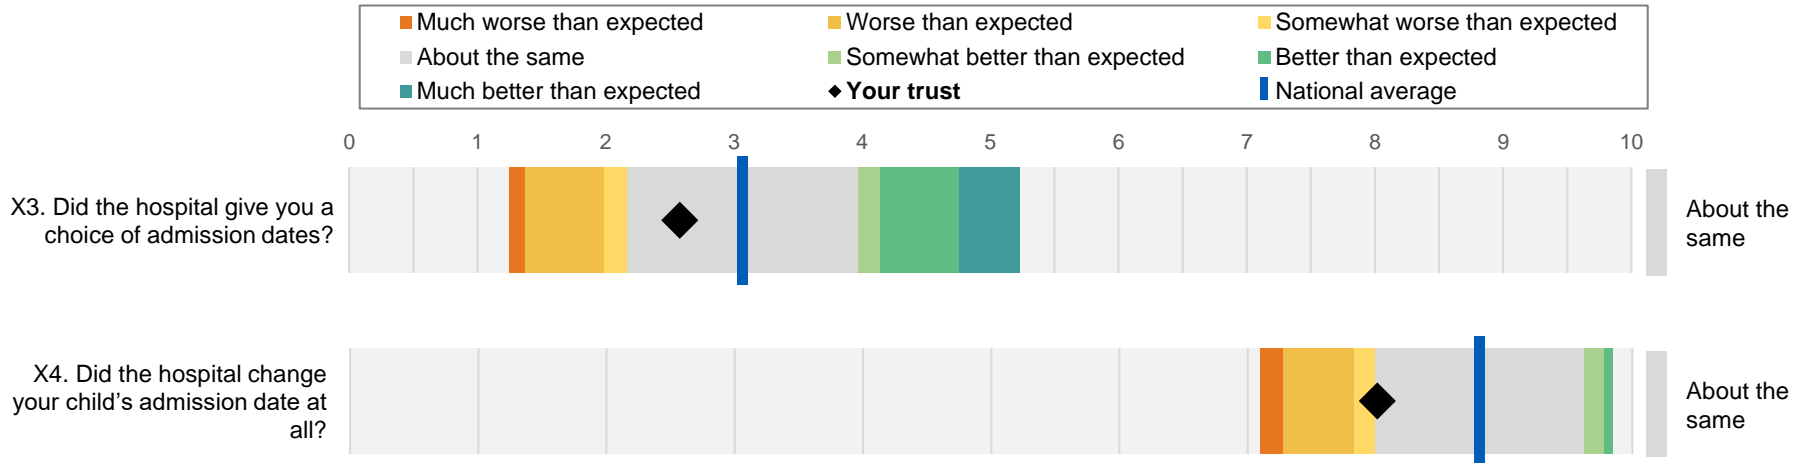 Much worse than expected
Worse than expected
Somewhat worse than expected
About the same
Somewhat better than expected
Better than expected
Much better than expected
Your trust
National average
0 1 2 3 4 5 6 7 8 9 10
X3. Did the hospital give you a
choice of admission dates?
About the
same
X4. Did the hospital change
your child’s admission date at
all?
About the
same